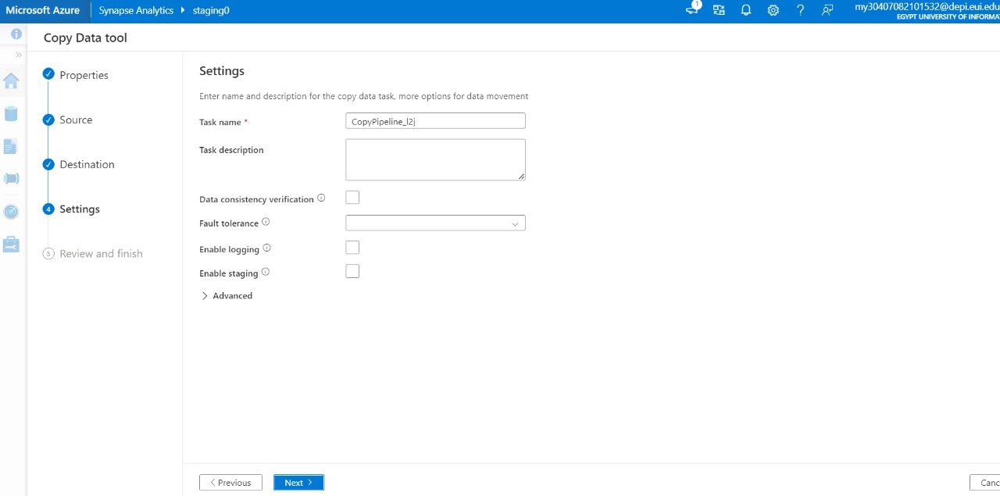 Microsoft Azure
Synapse Analytics
staging0
1
my30407082101532@depi.eui.edu
EGYPT UNIVERSITY OF INFORMA
Copy Data tool
Properties
Source
Destination
4 Settings
5 Review and finish
Settings
Enter name and description for the copy data task, more options for data movement
Task name *
CopyPipeline_l2j
Task description
Data consistency verification
Fault tolerance
Enable logging
Enable staging
Advanced
Previous
Next
Canc